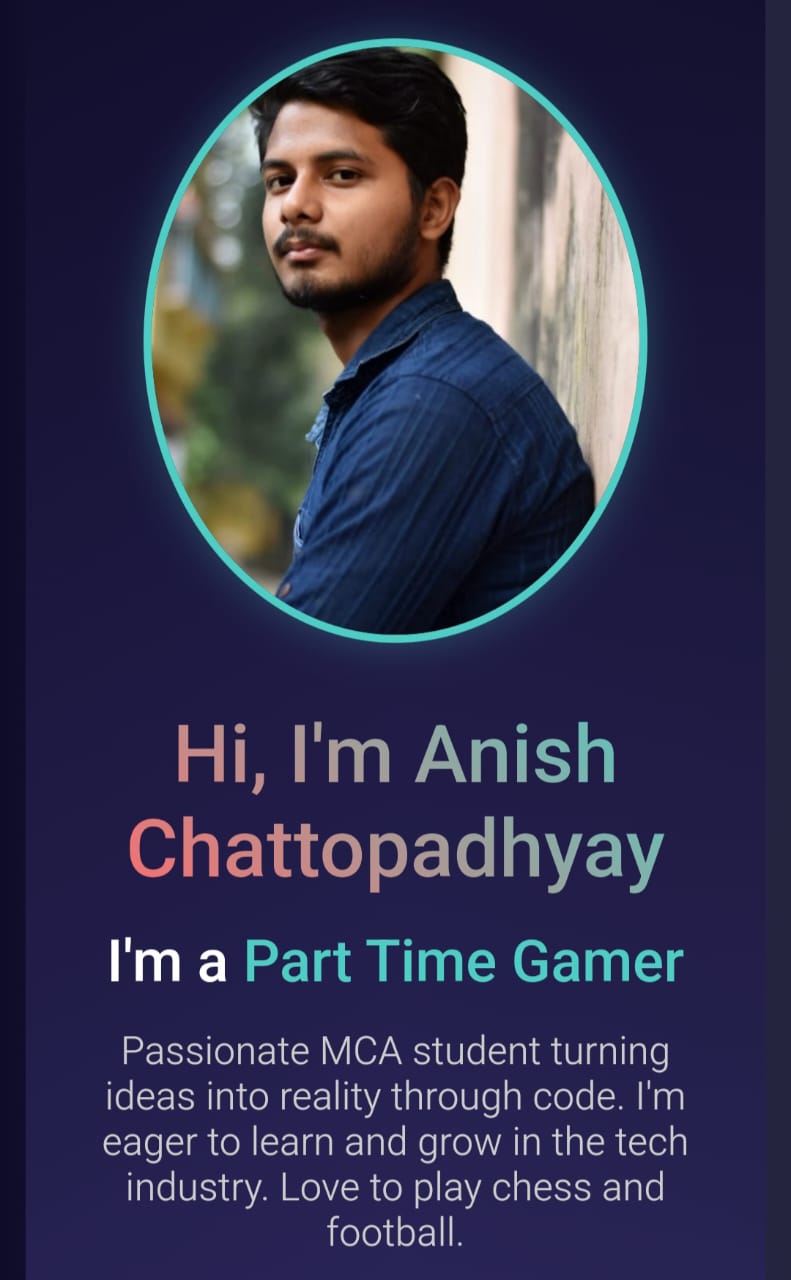 Hi, I'm Anish
Chattopadhyay
I'm a Part Time Gamer
Passionate MCA student turning
ideas into reality through code. I'm
eager to learn and grow in the tech
industry. Love to play chess and
football.